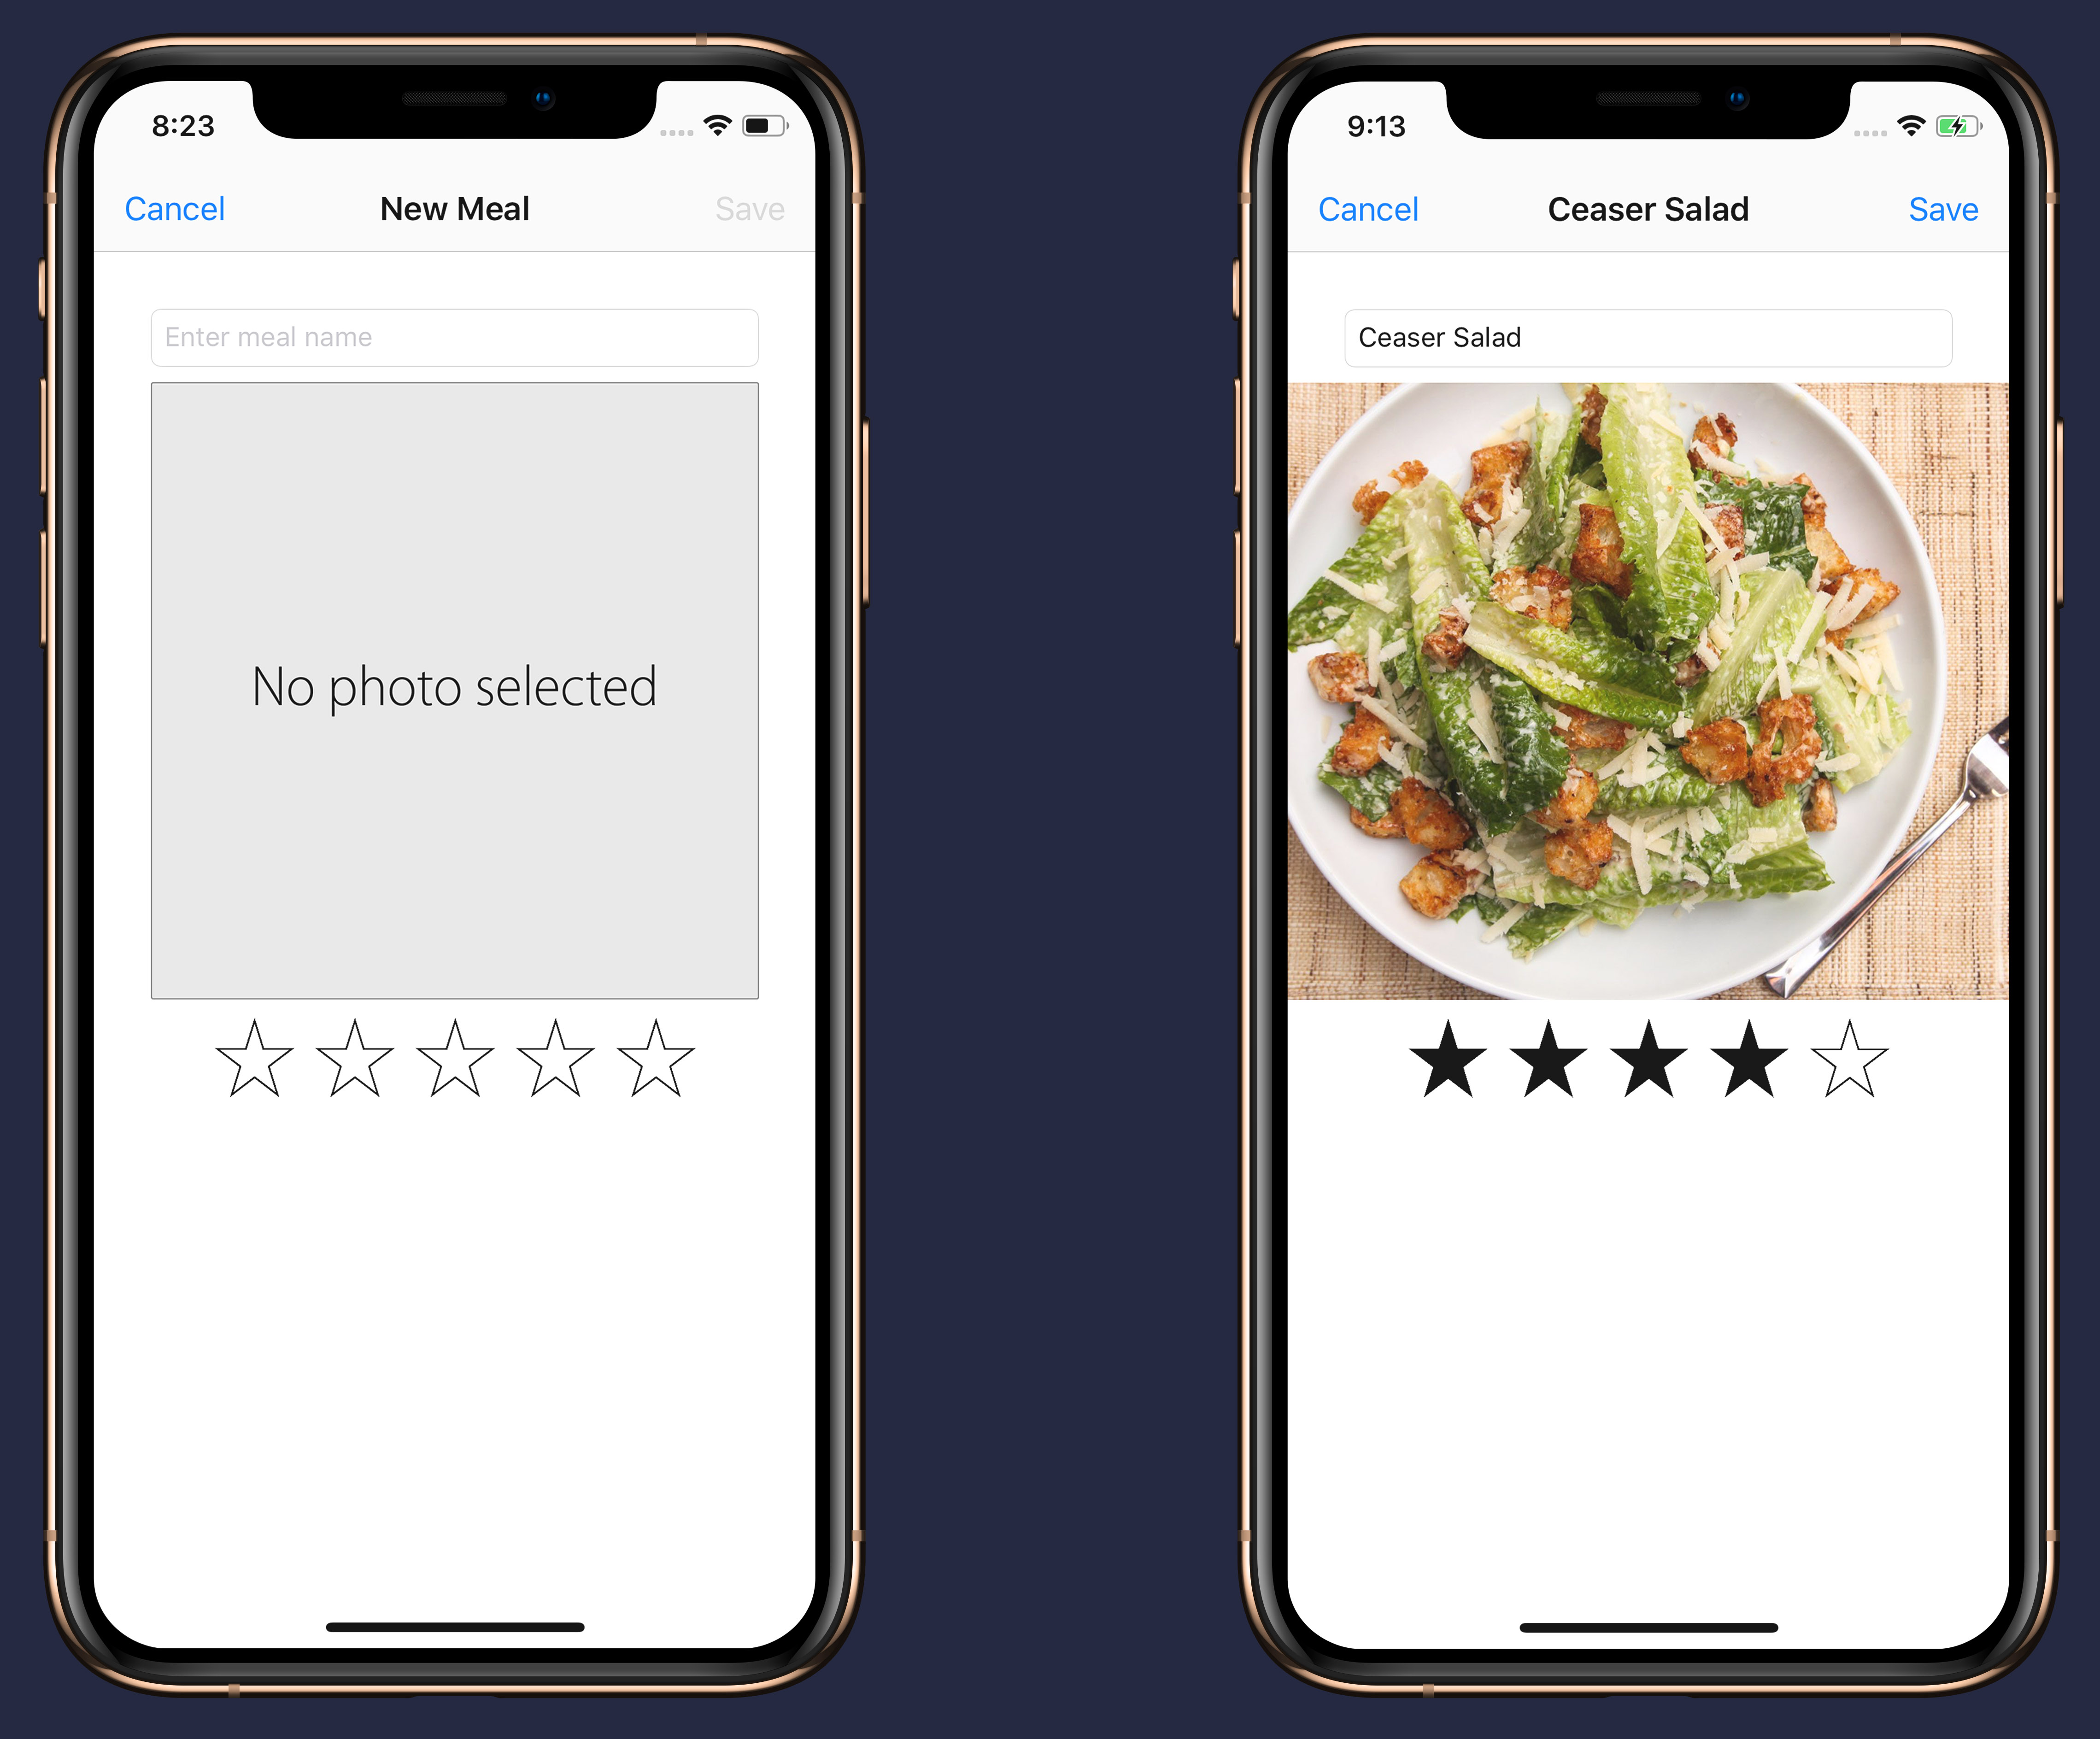 8:23
Cancel New Meal Save
Enter meal name
No photo selected
9:13
Cancel Ceaser Salad Save
Ceaser Salad